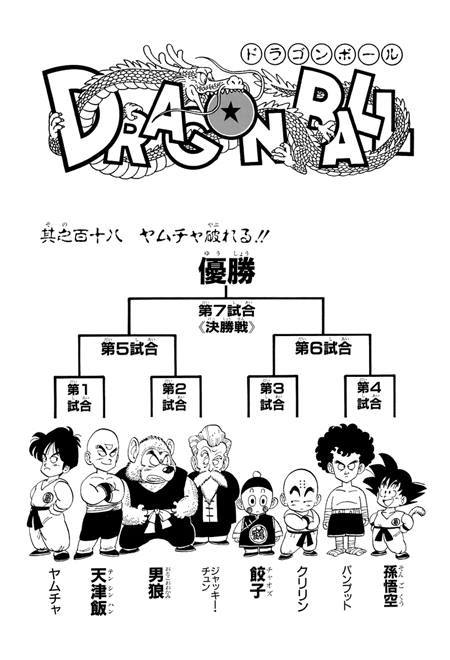 ドラゴンボール
DRAGON BALL
其之百十八 ヤムチャ破れる!!
優勝
第7試合
《決勝戦》
第5試合
第6試合
第1試合
第2試合
第3試合
第4試合
ヤムチャ
天津飯
男狼
ジャッキー・チュン
餃子
クリリン
パンプット
孫悟空